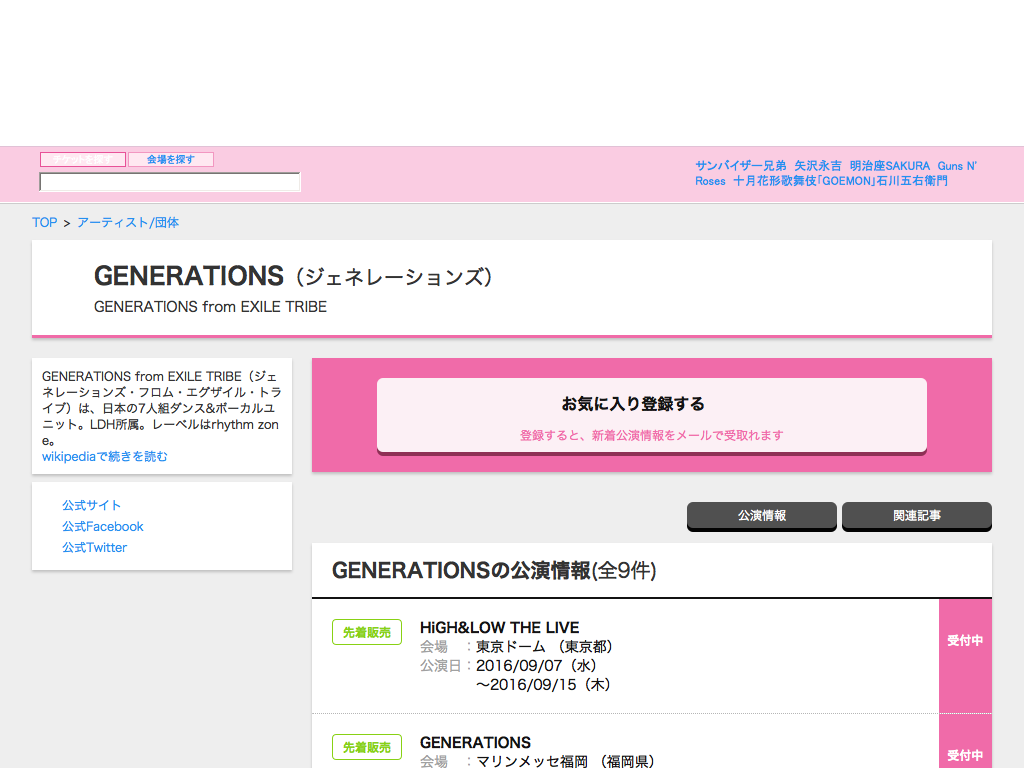 チケットを探す 会場を探す
サンバイザー兄弟 矢沢永吉 明治座SAKURA Guns N'
Roses 十月花形歌舞伎「GOEMON」石川五右衛門
TOP > アーティスト/団体
GENERATIONS（ジェネレーションズ）
GENERATIONS from EXILE TRIBE
GENERATIONS from EXILE TRIBE（ジェ
ネレーションズ・フロム・エグザイル・トラ
イブ）は、日本の7人組ダンス&ボーカルユ
ニット。LDH所属。レーベルはrhythm zon
e。
wikipediaで続きを読む
公式サイト
公式Facebook
公式Twitter
お気に入り登録する
登録すると、新着公演情報をメールで受取れます
公演情報 関連記事
GENERATIONSの公演情報(全9件)
先着販売 HiGH&LOW THE LIVE
会場 ：東京ドーム （東京都）
公演日：2016/09/07（水）
～2016/09/15（木）
受付中
先着販売 GENERATIONS
会場 ：マリンメッセ福岡 （福岡県）
受付中